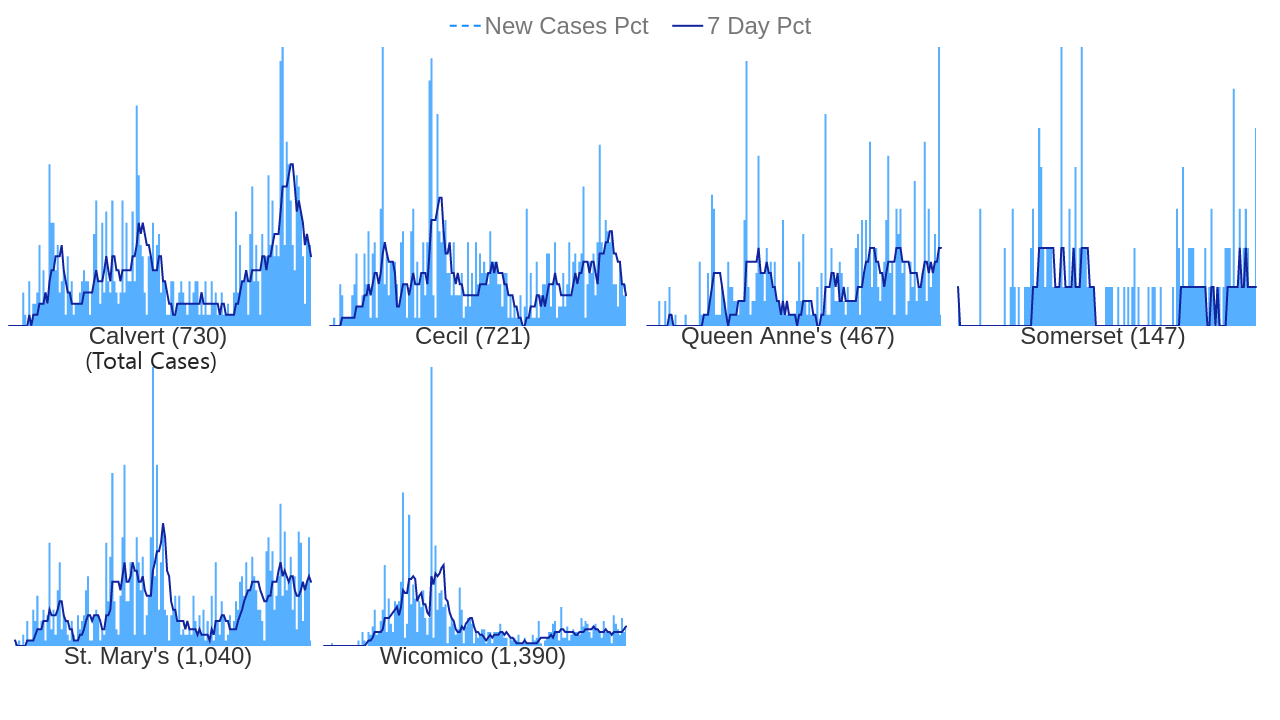 New Cases Pct 7 Day Pct
Calvert (730) Cecil (721) Queen Anne's (467) Somerset (147)
(Total Cases)
St. Mary's (1,040) Wicomico (1,390)